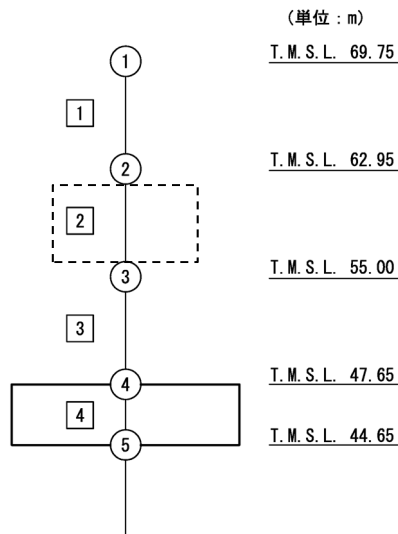 (単位：m)
① T.M.S.L. 69.75
1
② T.M.S.L. 62.95
2
③ T.M.S.L. 55.00
3
④ T.M.S.L. 47.65
4
⑤ T.M.S.L. 44.65